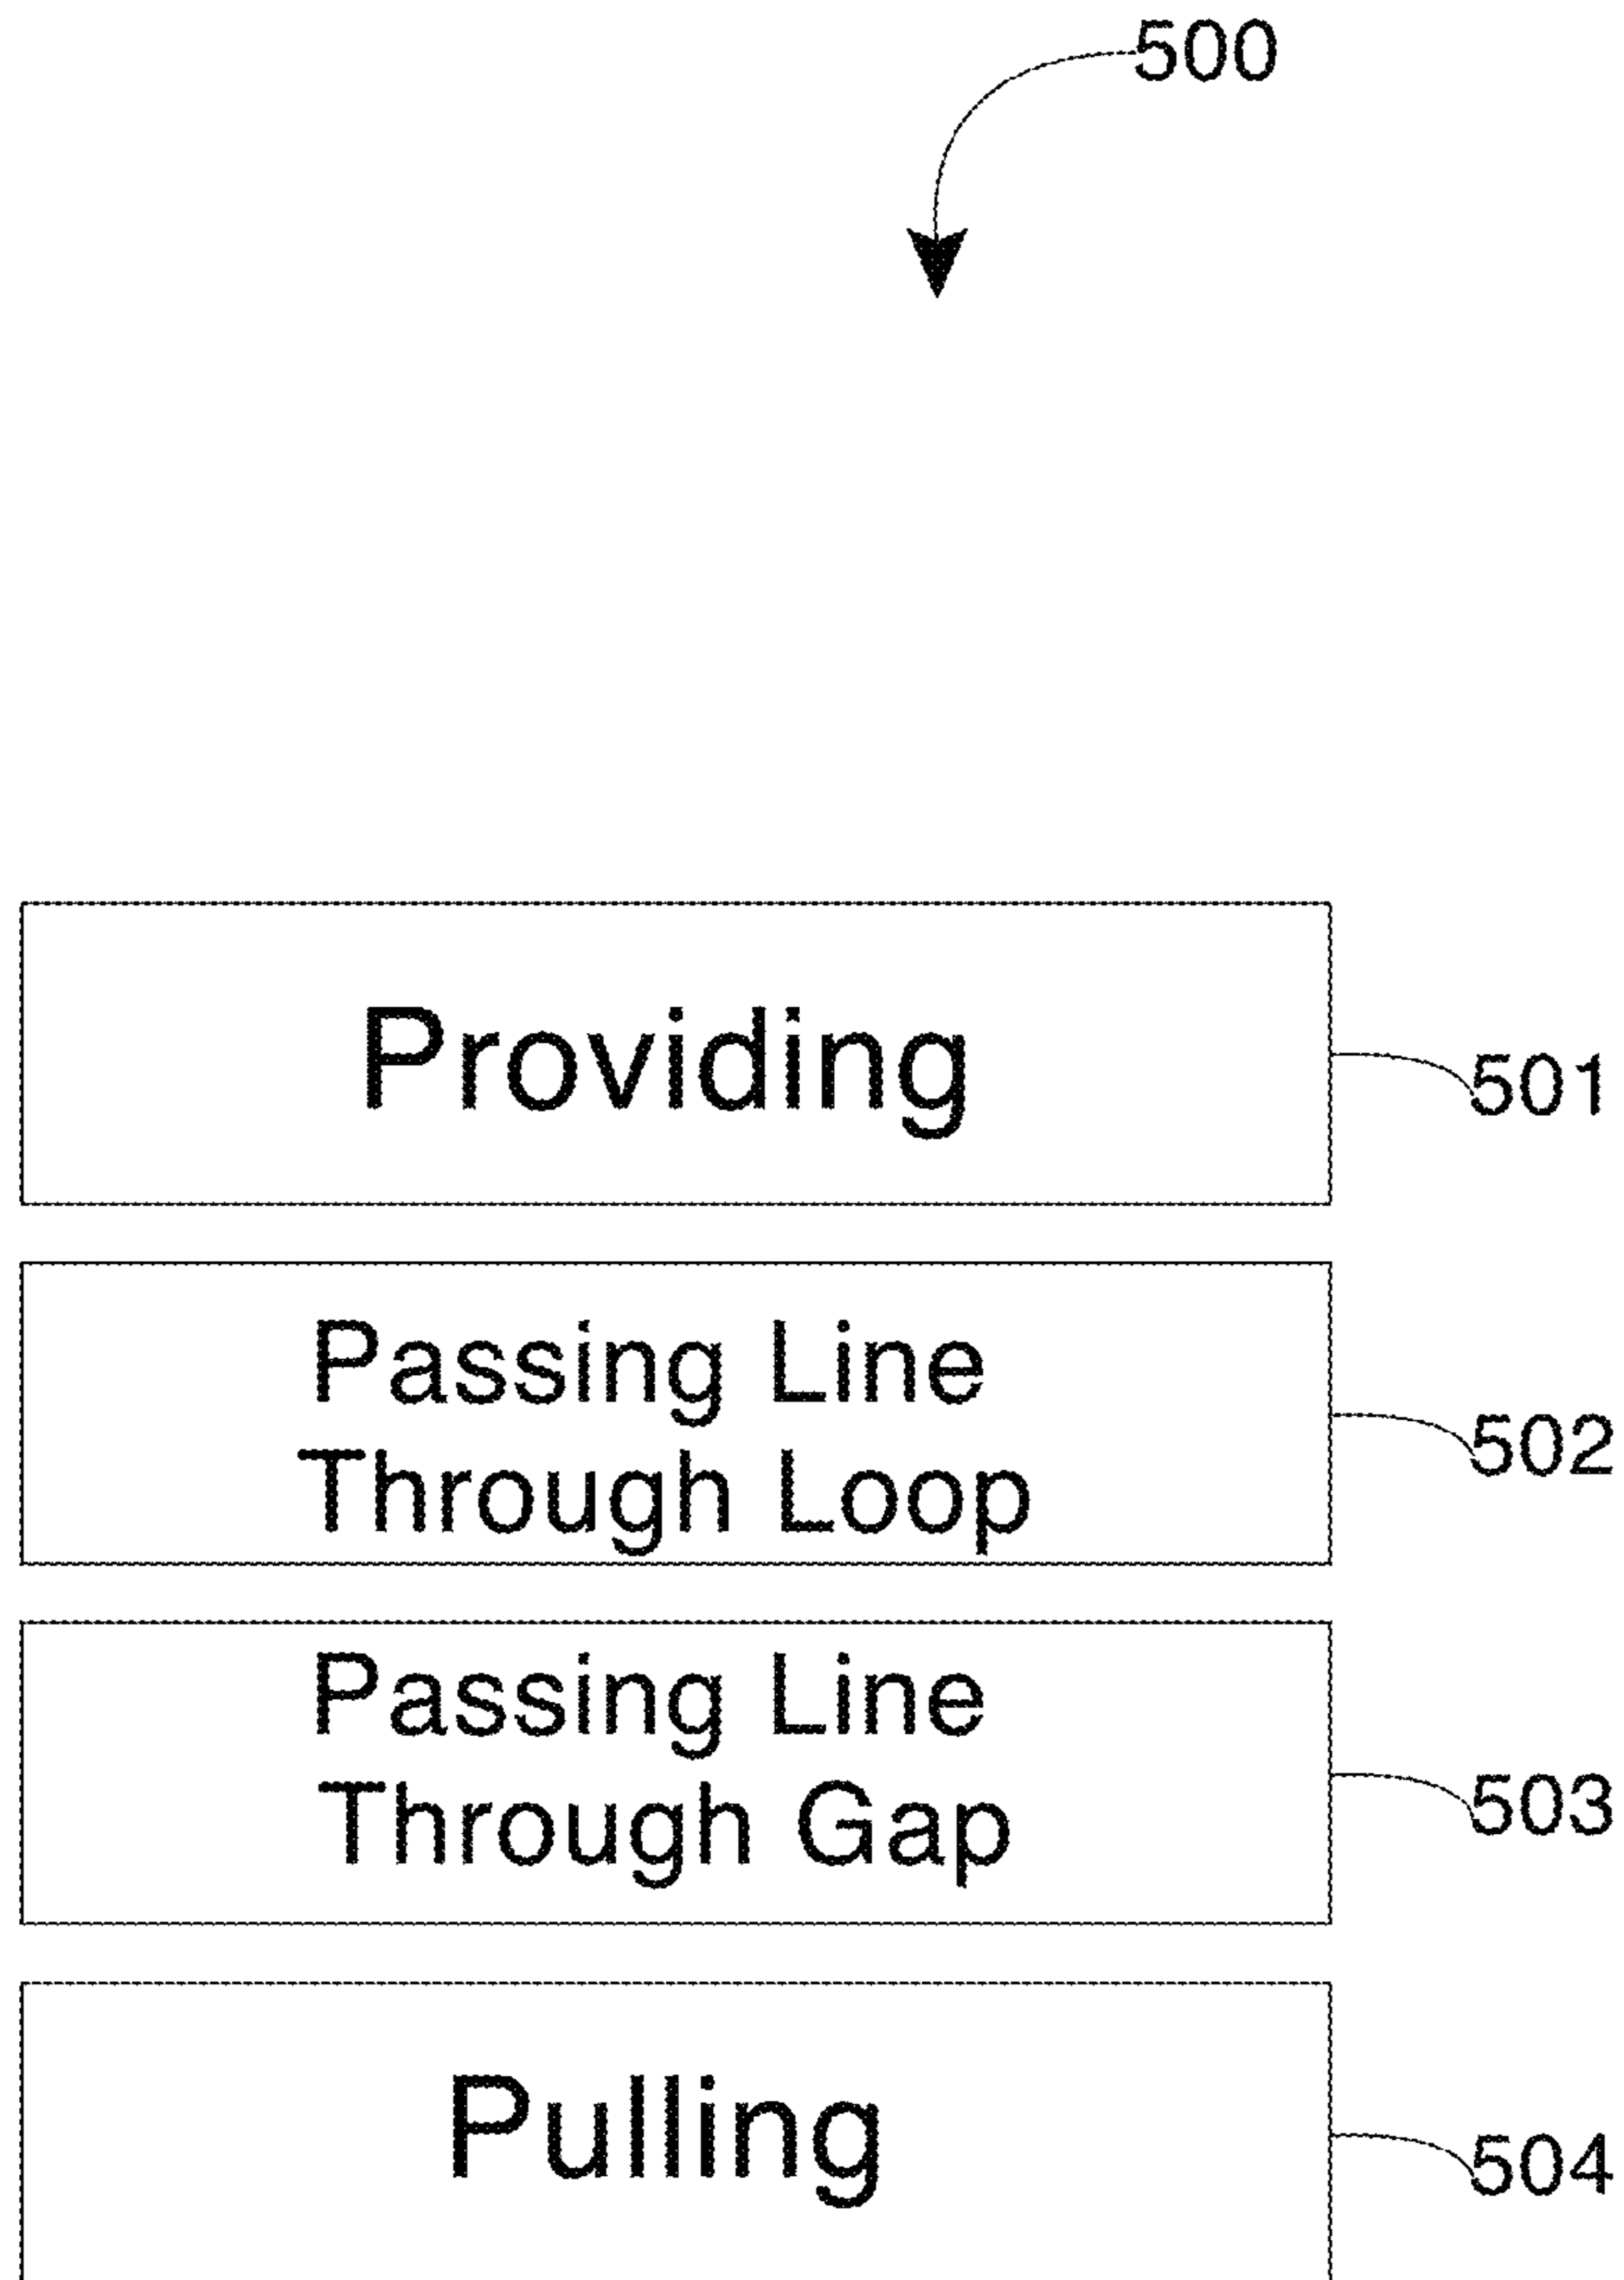 500
Providing
501
Passing Line
Through Loop
502
Passing Line
Through Gap
503
Pulling
504